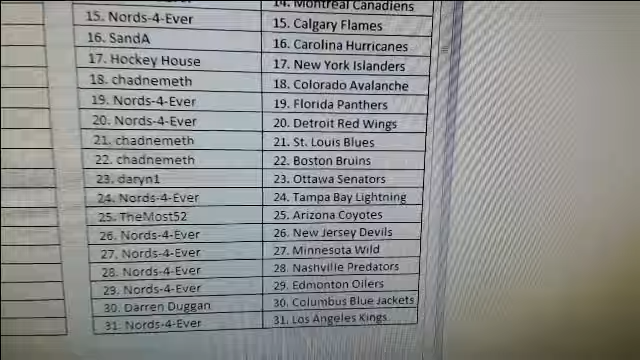 14. Montreal Canadiens
15. Nords-4-Ever 15. Calgary Flames
16. SandA 16. Carolina Hurricanes
17. Hockey House 17. New York Islanders
18. chadnemeth 18. Colorado Avalanche
19. Nords-4-Ever 19. Florida Panthers
20. Nords-4-Ever 20. Detroit Red Wings
21. chadnemeth 21. St. Louis Blues
22. chadnemeth 22. Boston Bruins
23. daryn1 23. Ottawa Senators
24. Nords-4-Ever 24. Tampa Bay Lightning
25. TheMost52 25. Arizona Coyotes
26. Nords-4-Ever 26. New Jersey Devils
27. Nords-4-Ever 27. Minnesota Wild
28. Nords-4-Ever 28. Nashville Predators
29. Nords-4-Ever 29. Edmonton Oilers
30. Darren Duggan 30. Columbus Blue Jackets
31. Nords-4-Ever 31. Los Angeles Kings